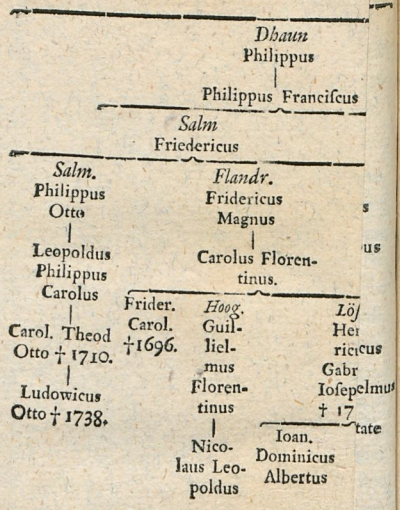 Dhaun
Philippus
Philippus Franciſcus
Salm
Friedericus
Salm.
Philippus
Otto
Leopoldus
Philippus
Carolus
Carol. Theod
Otto † 1710.
Ludowicus
Otto † 1738.
Flandr.
Fridericus
Magnus
Carolus Floren-
tinus.
Frider.
Carol.
†1696.
Hoog.
Guil-
liel-
mus
Floren-
tinus
Nico-
laus Leo-
poldus
Gabr
† 17
Ioan.
Dominicus
Albertus